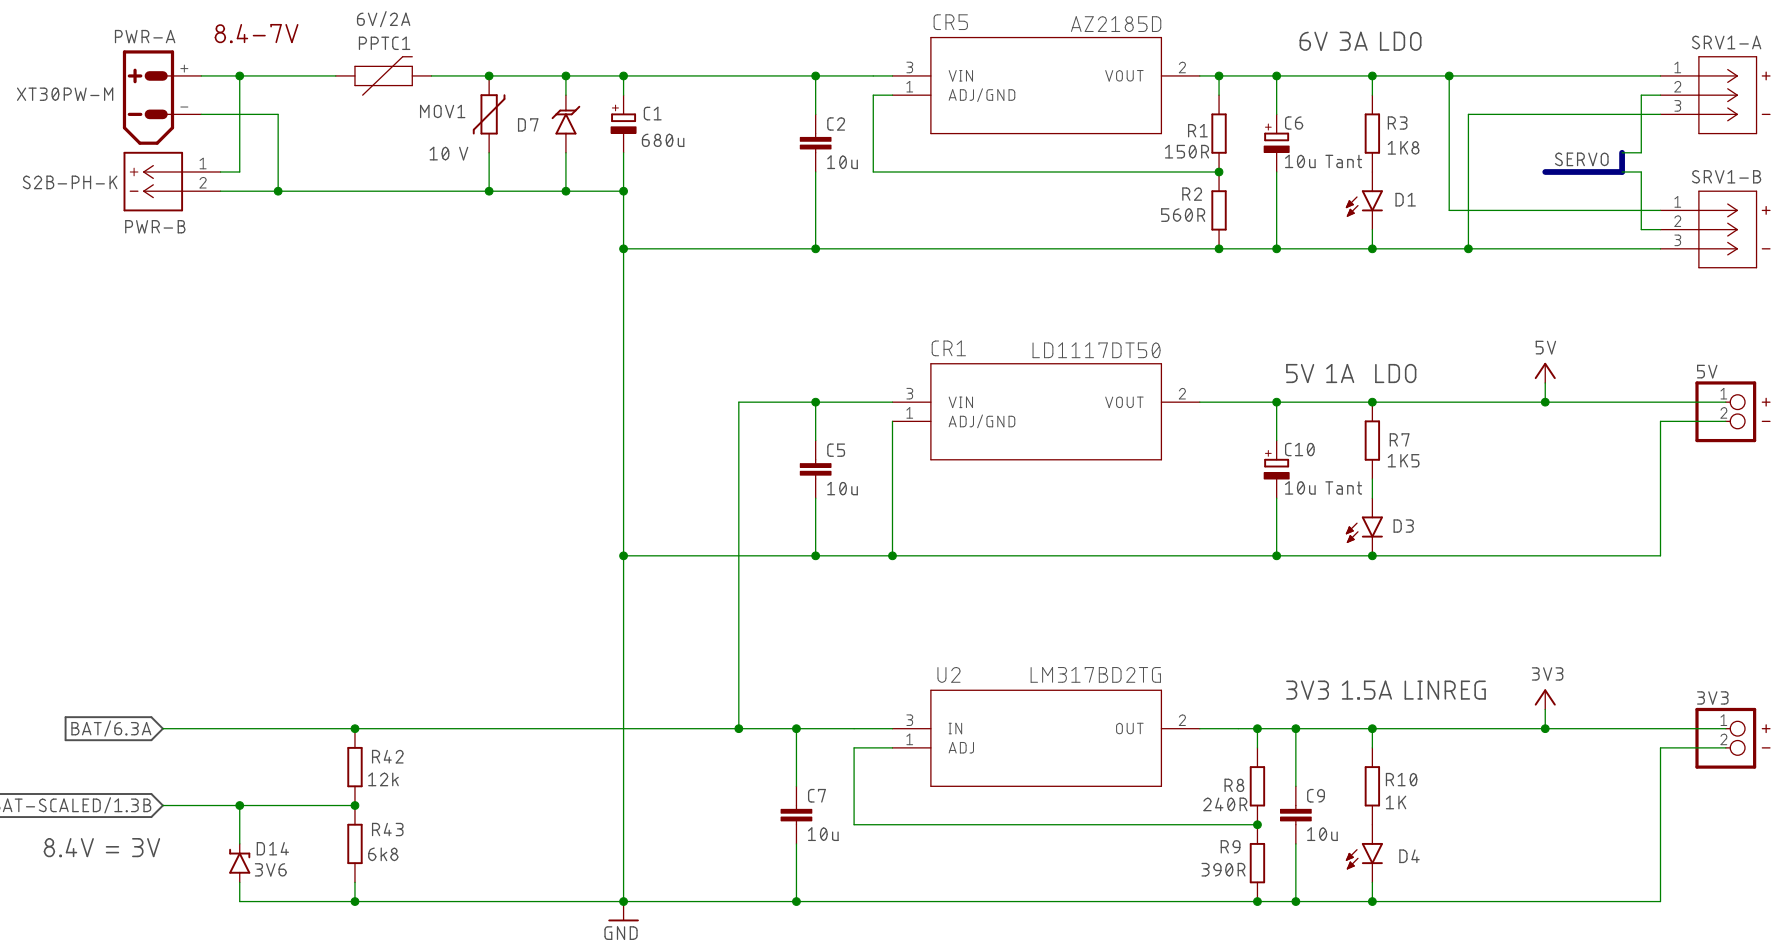 6V/2A
PPTC1
PWR-A
8.4-7V
XT30PW-M
+
-
S2B-PH-K
1
2
+
-
PWR-B
MOV1
10 V
D7
+
C1
680u
C2
10u
CR5
AZ2185D
3
VIN
VOUT
2
1
ADJ/GND
6V 3A LDO
R1
150R
R2
560R
+
C6
10u Tant
R3
1K8
D1
SERVO
SRV1-A
1
2
3
+
-
SRV1-B
1
2
3
+
-
CR1
LD1117DT50
3
VIN
VOUT
2
1
ADJ/GND
5V 1A LDO
C5
10u
+
C10
10u Tant
R7
1K5
D3
5V
5V
1
2
+
-
U2
LM317BD2TG
3
IN
OUT
2
1
ADJ
3V3 1.5A LINREG
3V3
3V3
1
2
+
-
BAT/6.3A
R42
12k
AT-SCALED/1.3B
R43
6k8
8.4V = 3V
D14
3V6
C7
10u
R8
240R
R9
390R
C9
10u
R10
1K
D4
GND